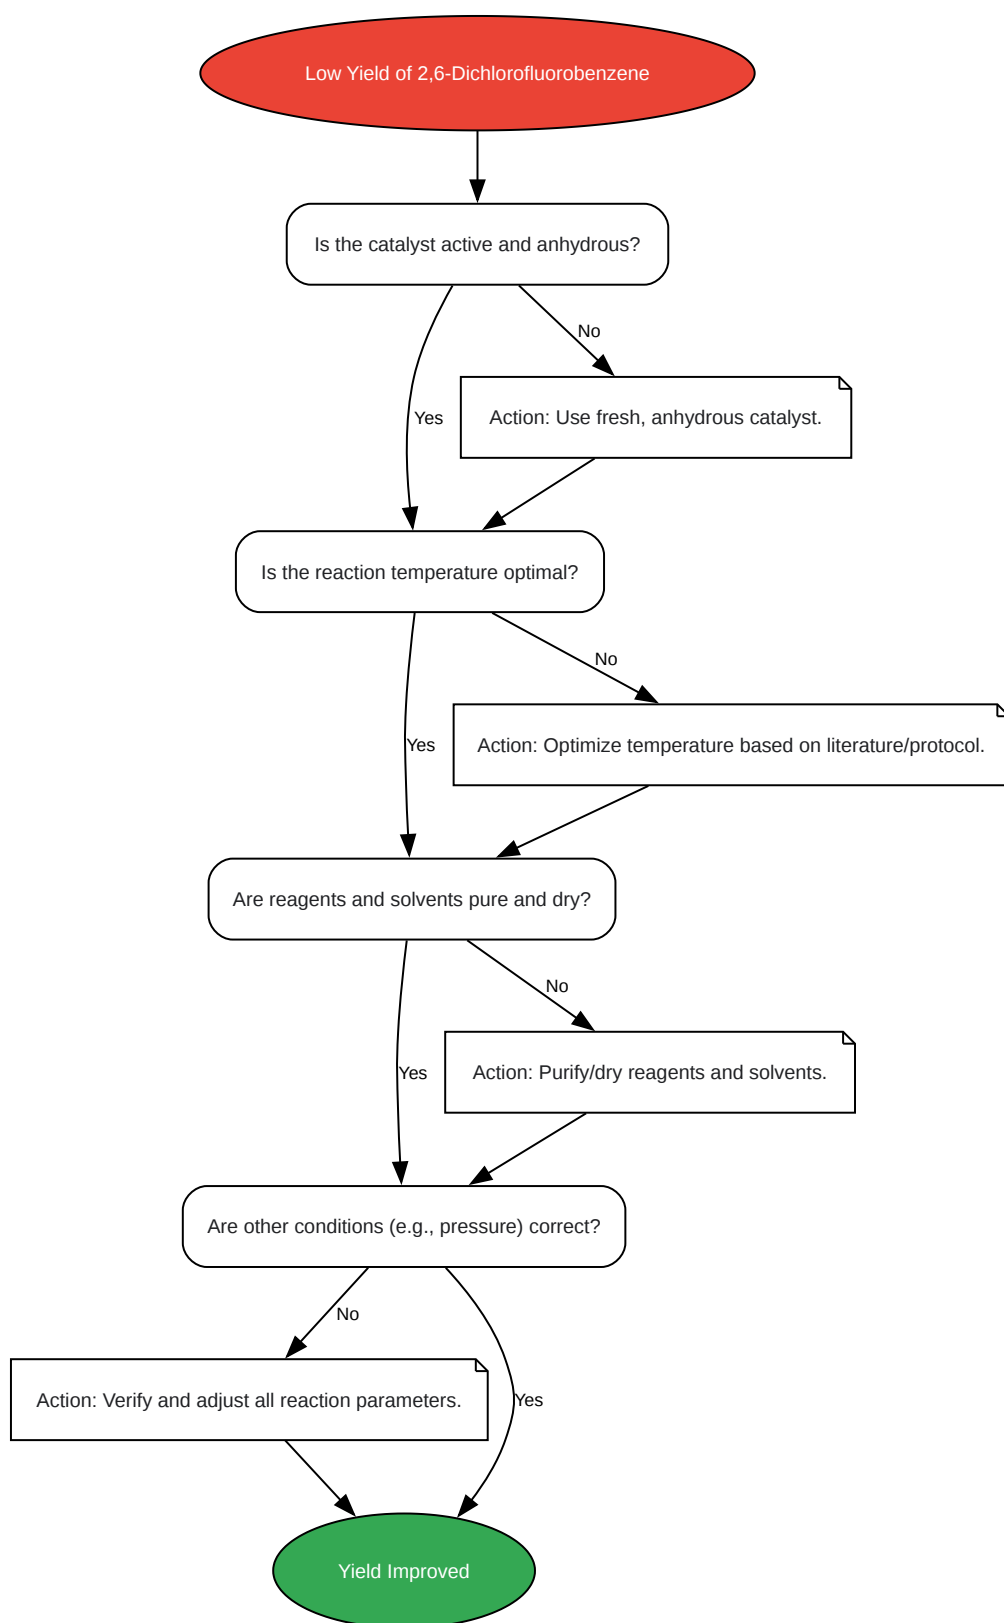 Low Yield of 2,6-Dichlorofluorobenzene
Is the catalyst active and anhydrous?
No
Yes
Action: Use fresh, anhydrous catalyst.
Is the reaction temperature optimal?
No
Yes
Action: Optimize temperature based on literature/protocol.
Are reagents and solvents pure and dry?
No
Yes
Action: Purify/dry reagents and solvents.
Are other conditions (e.g., pressure) correct?
No
Action: Verify and adjust all reaction parameters.
Yes
Yield Improved